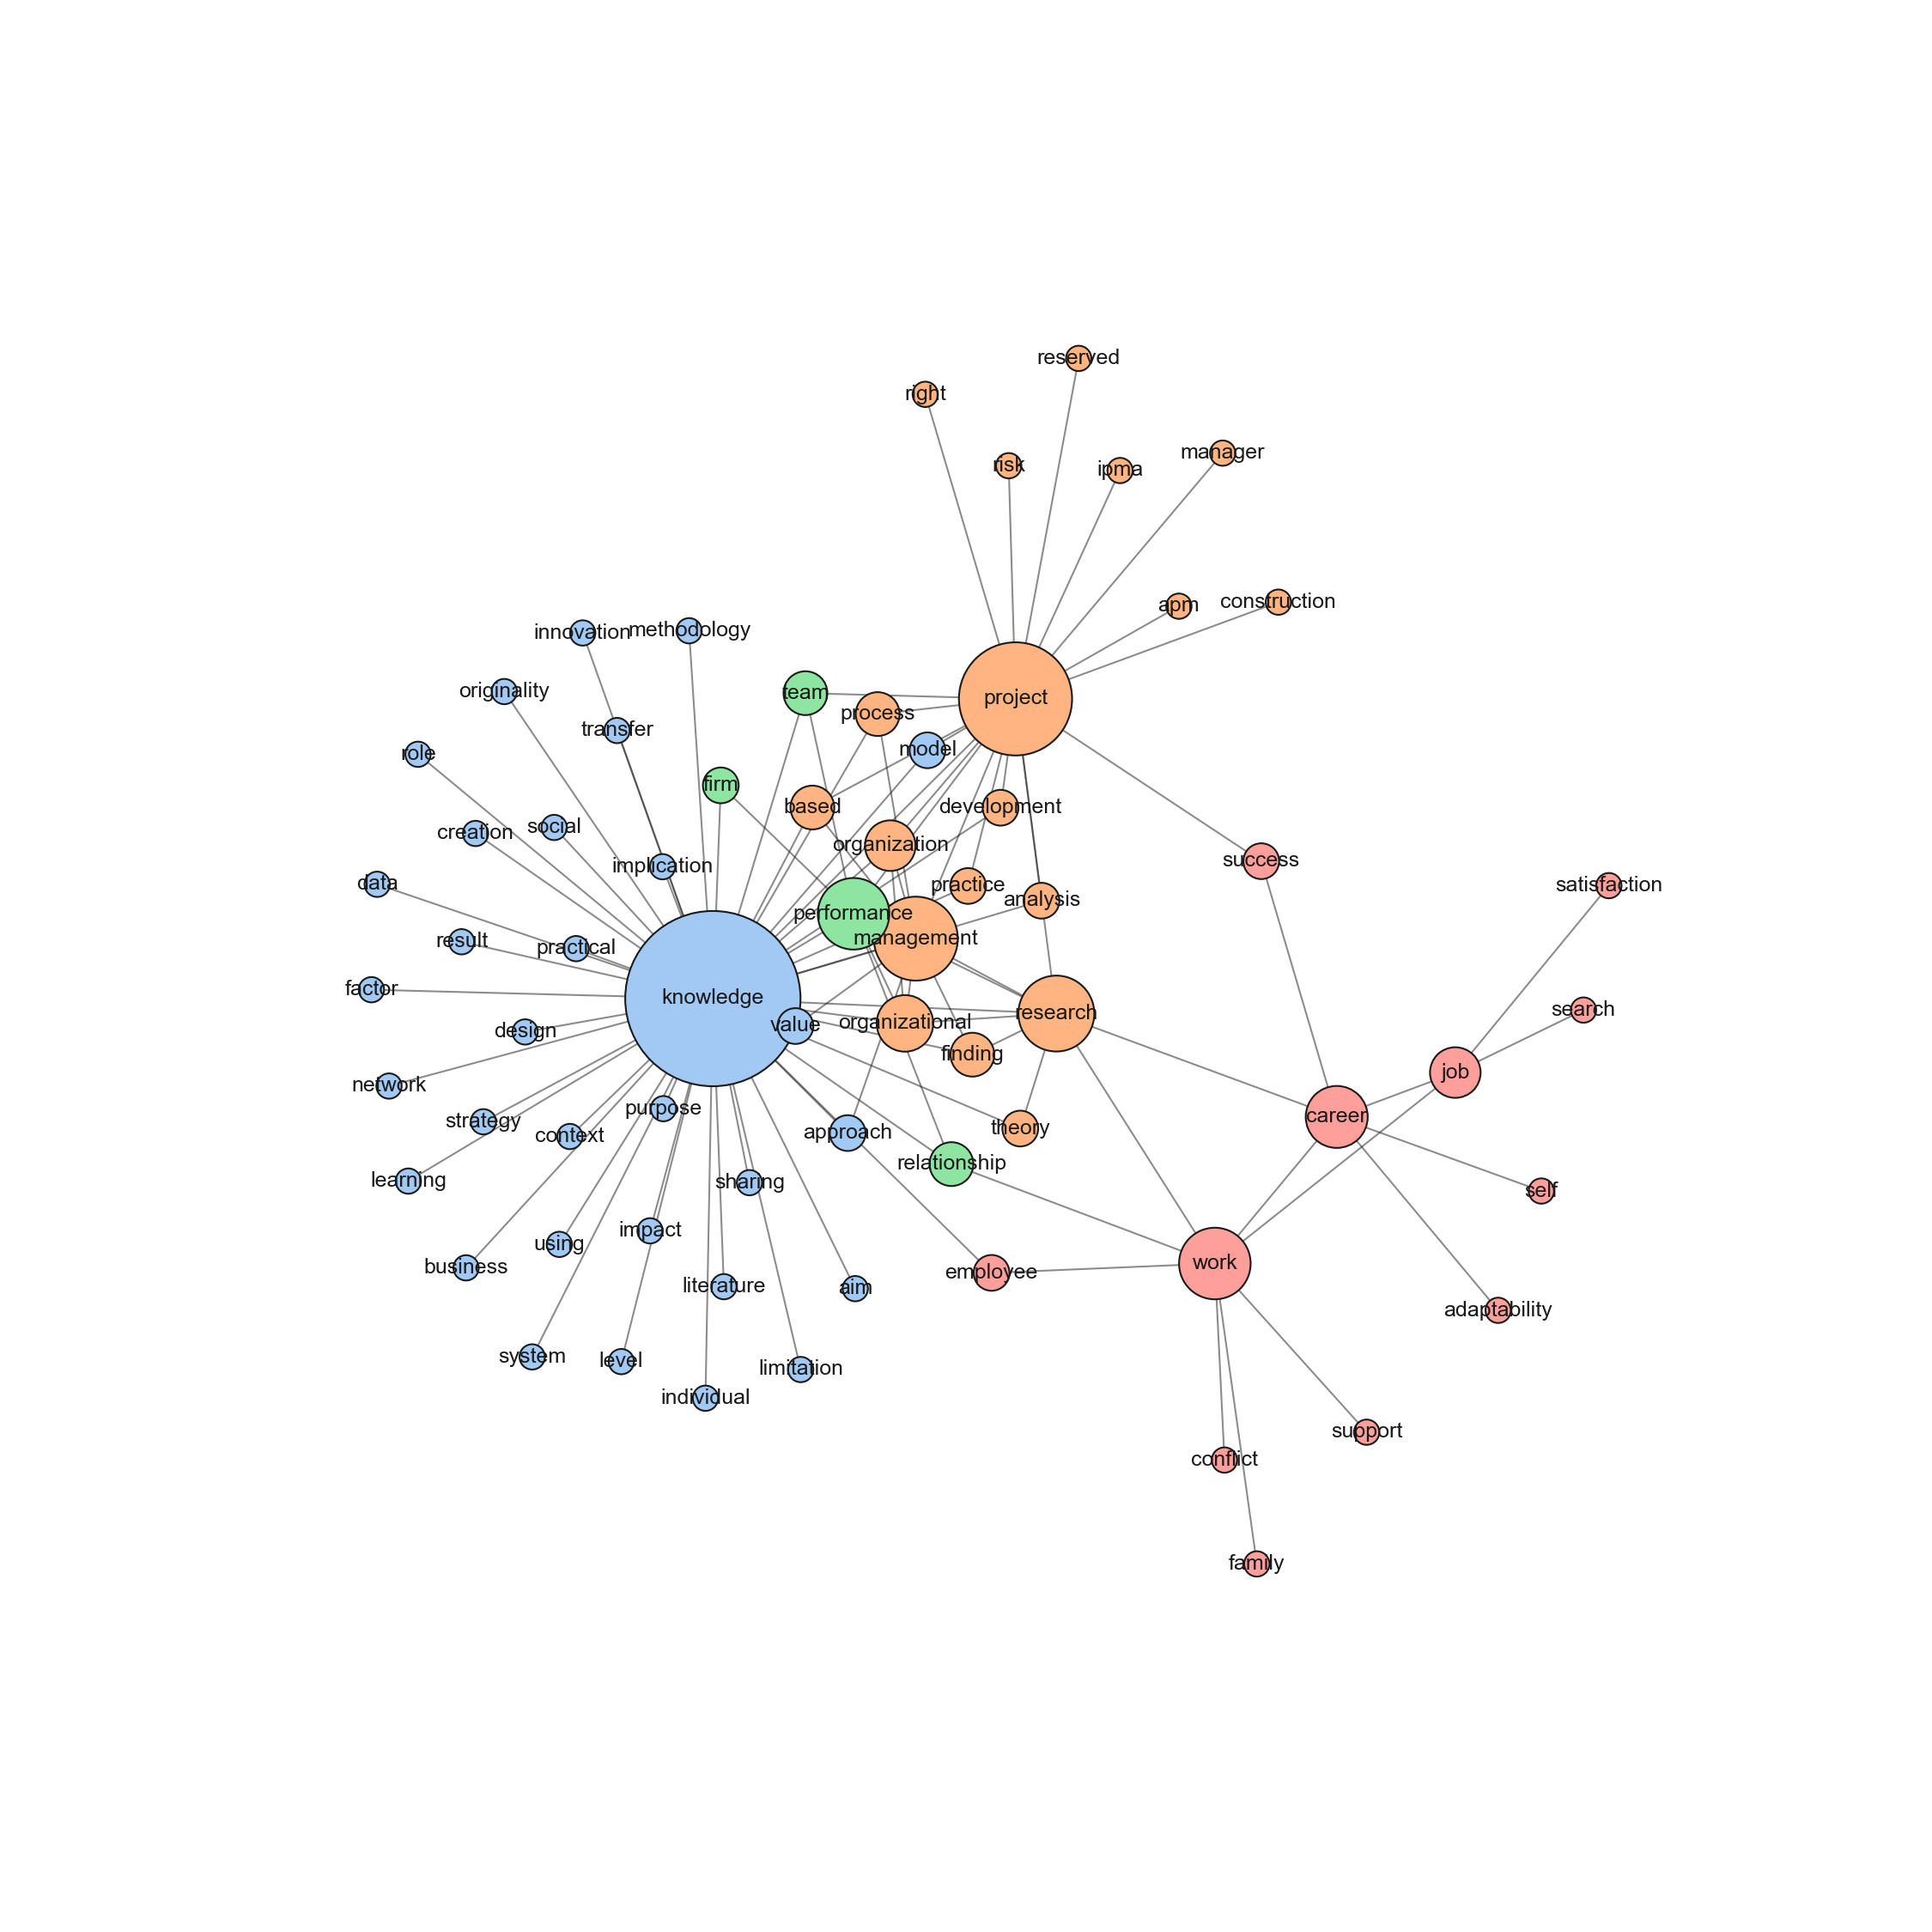 reserved
right
manager
risk
ipma
construction
apm
innovation
methodology
originality
team
project
process
transfer
model
role
firm
based
development
social
creation
organization
success
implication
data
practice
satisfaction
analysis
performance
result
management
practical
factor
knowledge
search
research
value
organizational
design
finding
job
network
purpose
career
strategy
theory
approach
context
relationship
learning
sharing
self
impact
using
work
business
employee
literature
aim
adaptability
system
level
limitation
individual
support
conflict
family